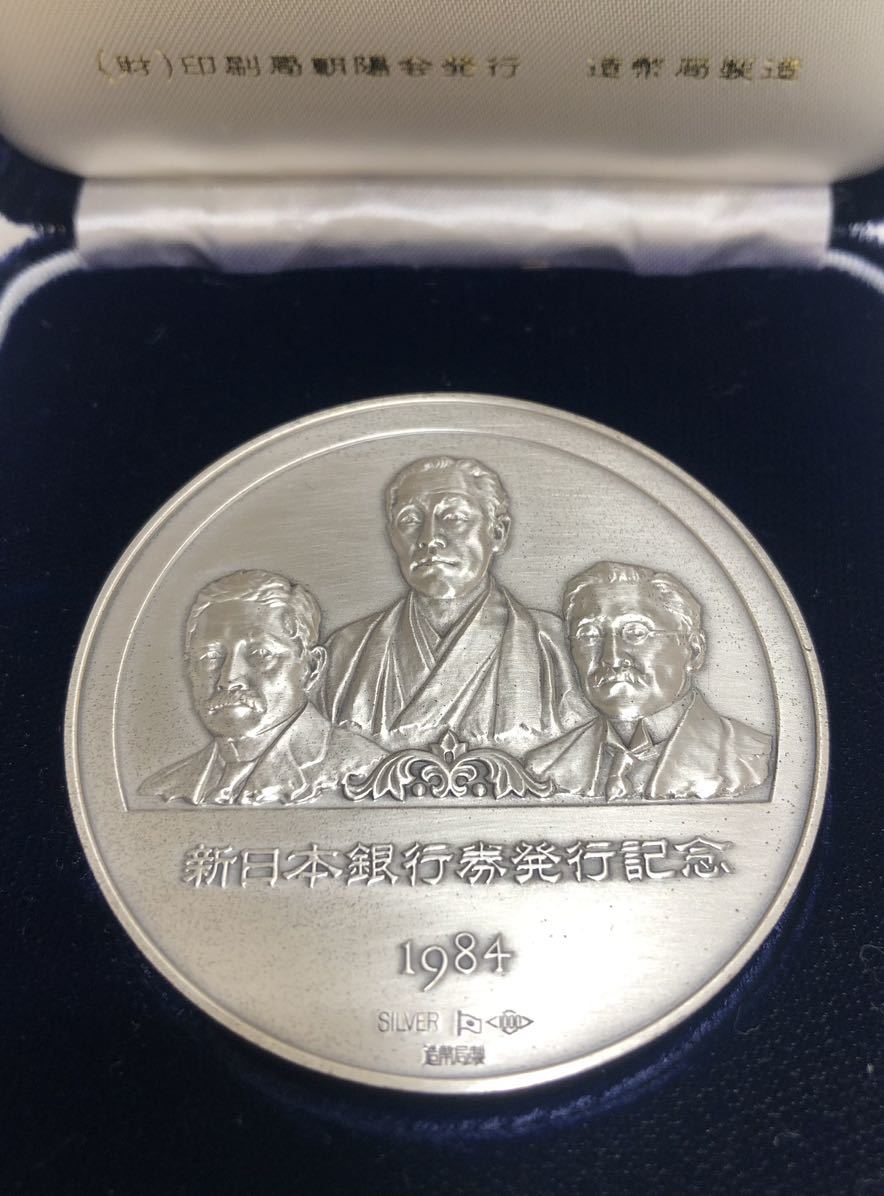 (財)印刷局朝陽会発行 造幣局製造
新日本銀行券発行記念
1984
SILVER 1000
造幣局製